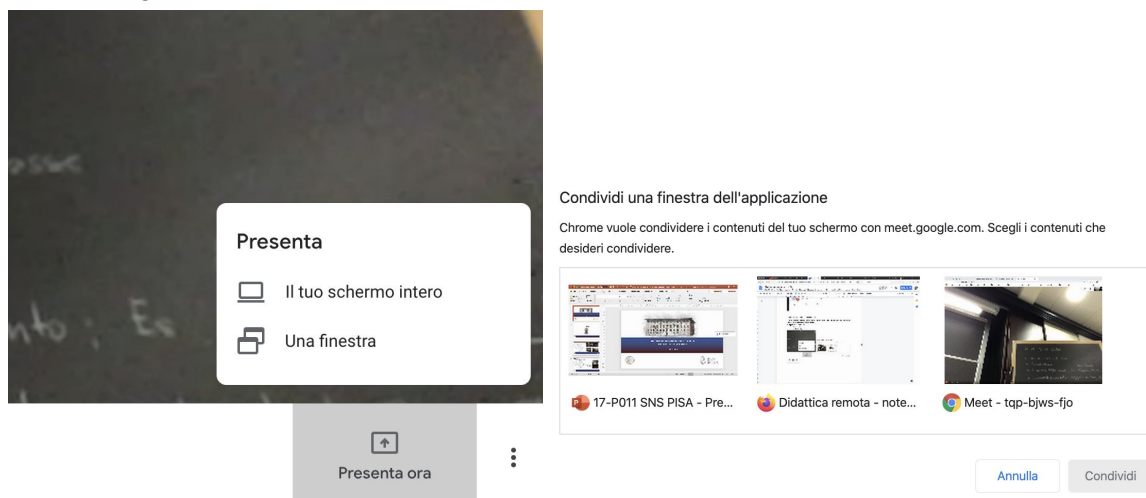 Presenta
Il tuo schermo intero
Una finestra
Presenta ora
Condividi una finestra dell'applicazione
Chrome vuole condividere i contenuti del tuo schermo con meet.google.com. Scegli i contenuti che
desideri condividere.
17-P011 SNS PISA - Pre...
Didattica remota - note...
Meet - tqp-bjws-fjo
Annulla
Condividi